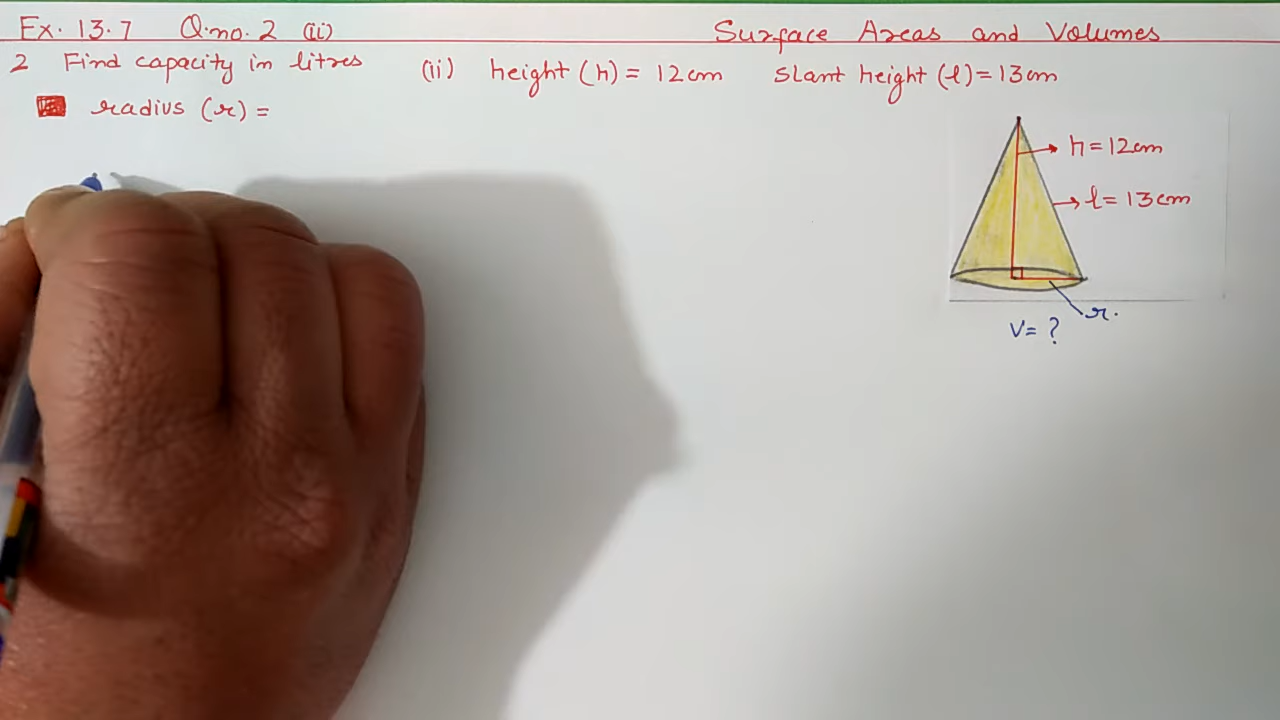 Ex. 13.7 Q.no. 2 (ii) Surface Areas and Volumes
2 Find capacity in litres (ii) height (h) = 12cm slant height (l) = 13cm
radius (r) =
h = 12cm
l = 13cm
r.
V = ?